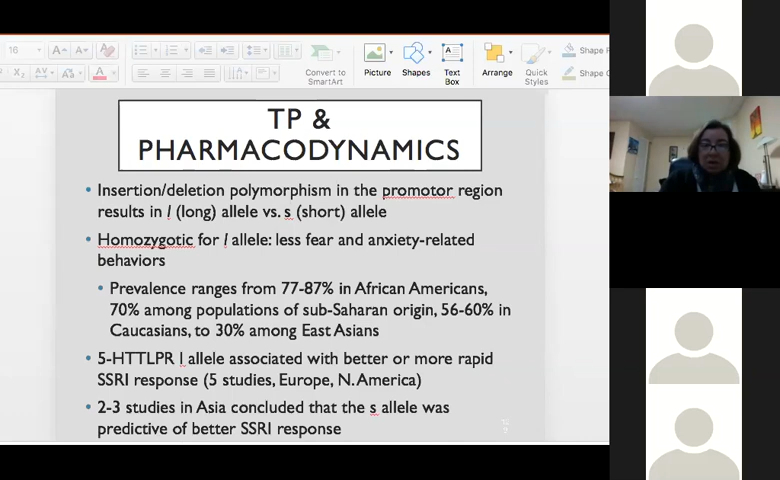 16
A A A
X₂ AV Aa A
Convert to
SmartArt
Picture
Shapes
Text
Box
Arrange
Quick
Styles
Shape
Shape
TP &
PHARMACODYNAMICS
• Insertion/deletion polymorphism in the promotor region
results in l (long) allele vs. s (short) allele
• Homozygotic for l allele: less fear and anxiety-related
behaviors
• Prevalence ranges from 77-87% in African Americans,
70% among populations of sub-Saharan origin, 56-60% in
Caucasians, to 30% among East Asians
• 5-HTTLPR l allele associated with better or more rapid
SSRI response (5 studies, Europe, N. America)
• 2-3 studies in Asia concluded that the s allele was
predictive of better SSRI response